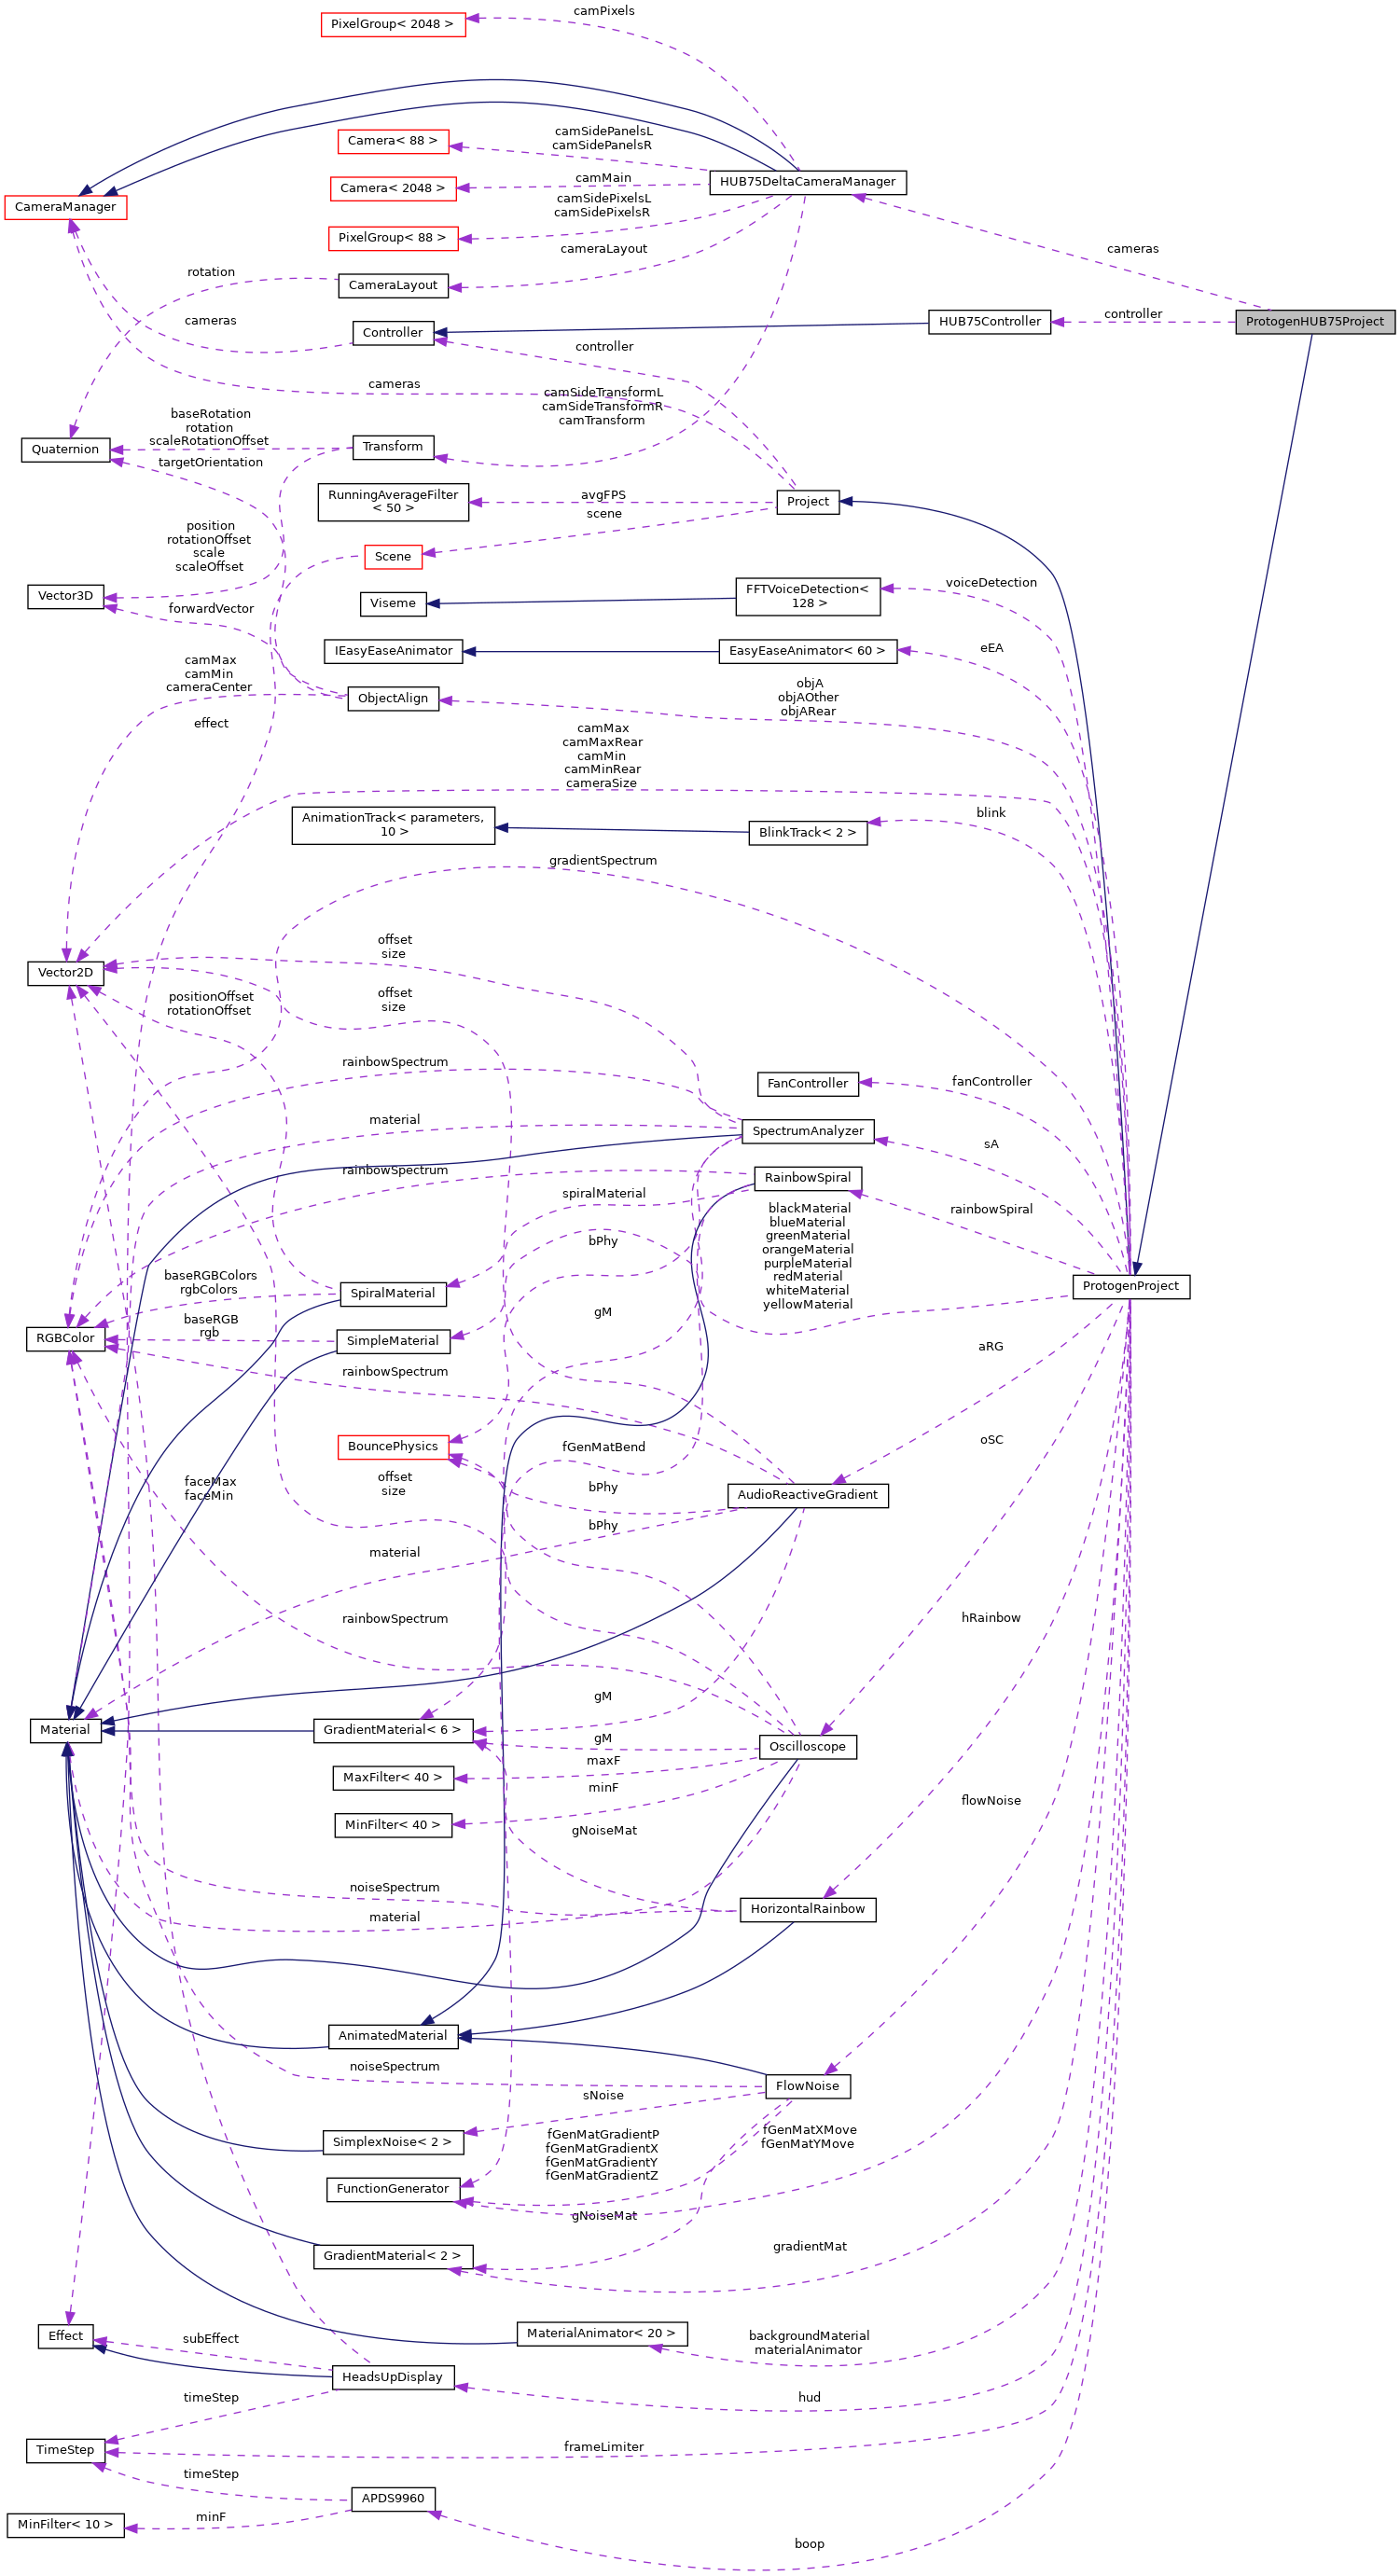 camPixels
PixelGroup< 2048 >
camSidePanelsL
camSidePanelsR
Camera< 88 >
camMain
Camera< 2048 >
HUB75DeltaCameraManager
CameraManager
camSidePixelsL
camSidePixelsR
PixelGroup< 88 >
cameraLayout
cameras
rotation
CameraLayout
cameras
Controller
HUB75Controller
controller
ProtogenHUB75Project
controller
cameras
camSideTransformL
camSideTransformR
camTransform
baseRotation
rotation
scaleRotationOffset
Quaternion
Transform
targetOrientation
RunningAverageFilter
< 50 >
avgFPS
Project
scene
position
rotationOffset
scale
scaleOffset
Scene
Vector3D
forwardVector
Viseme
FFTVoiceDetection<
128 >
voiceDetection
IEasyEaseAnimator
EasyEaseAnimator< 60 >
eEA
camMax
camMin
cameraCenter
ObjectAlign
objA
objAOther
objARear
effect
camMax
camMaxRear
camMin
camMinRear
cameraSize
AnimationTrack< parameters,
10 >
BlinkTrack< 2 >
blink
gradientSpectrum
offset
size
Vector2D
positionOffset
rotationOffset
offset
size
rainbowSpectrum
FanController
fanController
material
SpectrumAnalyzer
sA
rainbowSpectrum
RainbowSpiral
rainbowSpiral
spiralMaterial
blackMaterial
blueMaterial
greenMaterial
orangeMaterial
purpleMaterial
redMaterial
whiteMaterial
yellowMaterial
bPhy
baseRGBColors
rgbColors
SpiralMaterial
ProtogenProject
gM
baseRGB
rgb
RGBColor
SimpleMaterial
aRG
rainbowSpectrum
BouncePhysics
fGenMatBend
oSC
faceMax
faceMin
offset
size
bPhy
AudioReactiveGradient
bPhy
material
rainbowSpectrum
hRainbow
gM
Material
GradientMaterial< 6 >
gM
Oscilloscope
maxF
MaxFilter< 40 >
minF
MinFilter< 40 >
flowNoise
gNoiseMat
noiseSpectrum
material
HorizontalRainbow
AnimatedMaterial
noiseSpectrum
FlowNoise
sNoise
SimplexNoise< 2 >
fGenMatGradientP
fGenMatGradientX
fGenMatGradientY
fGenMatGradientZ
fGenMatXMove
fGenMatYMove
FunctionGenerator
gNoiseMat
GradientMaterial< 2 >
gradientMat
Effect
subEffect
MaterialAnimator< 20 >
backgroundMaterial
materialAnimator
HeadsUpDisplay
timeStep
hud
TimeStep
frameLimiter
timeStep
APDS9960
MinFilter< 10 >
minF
boop